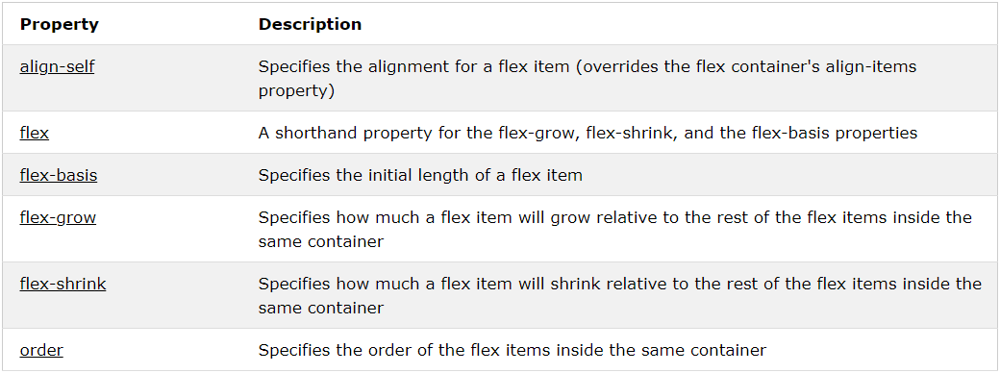 Property Description
align-self Specifies the alignment for a flex item (overrides the flex container's align-items
property)
flex A shorthand property for the flex-grow, flex-shrink, and the flex-basis properties
flex-basis Specifies the initial length of a flex item
flex-grow Specifies how much a flex item will grow relative to the rest of the flex items inside the
same container
flex-shrink Specifies how much a flex item will shrink relative to the rest of the flex items inside the
same container
order Specifies the order of the flex items inside the same container